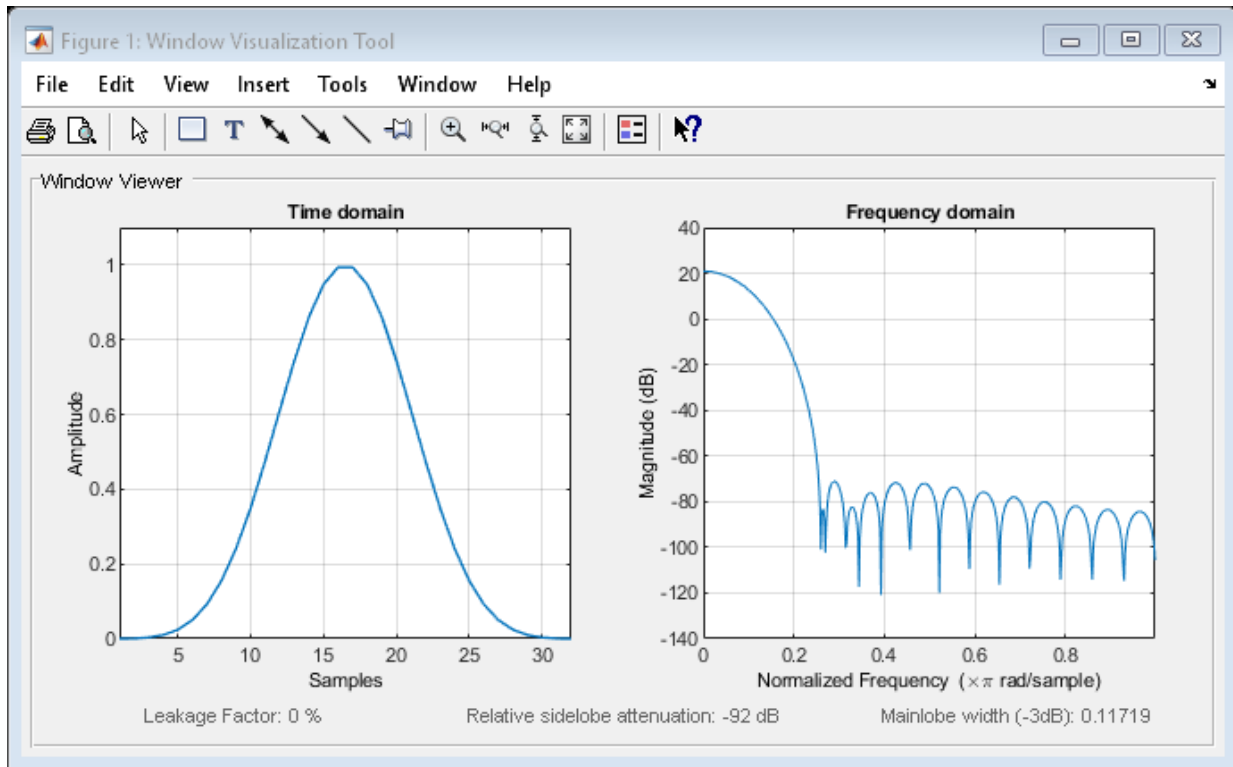 Figure 1: Window Visualization Tool
File Edit View Insert Tools Window Help
T
?
Window Viewer
Time domain
1
0.8
0.6
0.4
0.2
0
5 10 15 20 25 30
Amplitude
Samples
Frequency domain
40
20
0
-20
-40
-60
-80
-100
-120
-140
0 0.2 0.4 0.6 0.8
Magnitude (dB)
Normalized Frequency (×π rad/sample)
Leakage Factor: 0 % Relative sidelobe attenuation: -92 dB Mainlobe width (-3dB): 0.11719